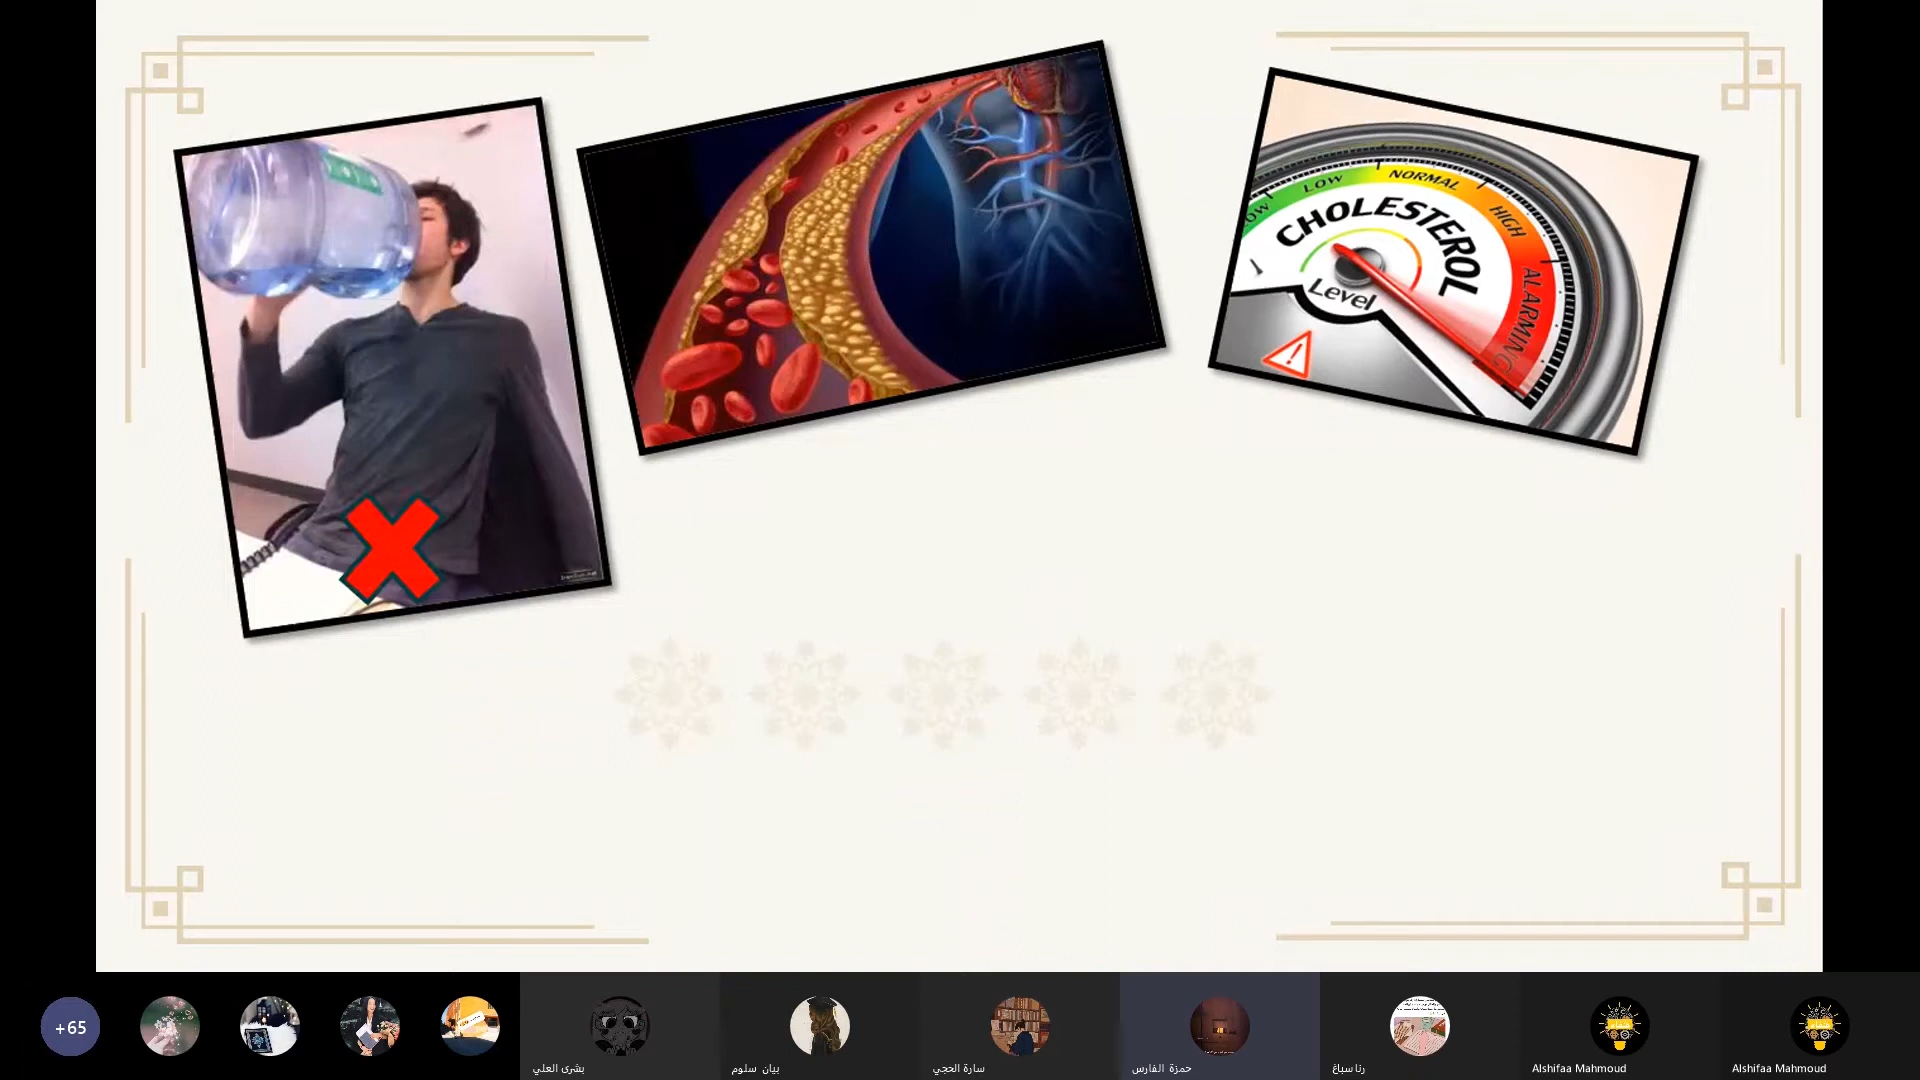 LOW
NORMAL
HIGH
ALARMING
CHOLESTEROL
Level
+65
بشرى العلي
بيان سلوم
سارة الحجي
حمزة الفارس
رنا سباغ
Alshifaa Mahmoud
Alshifaa Mahmoud